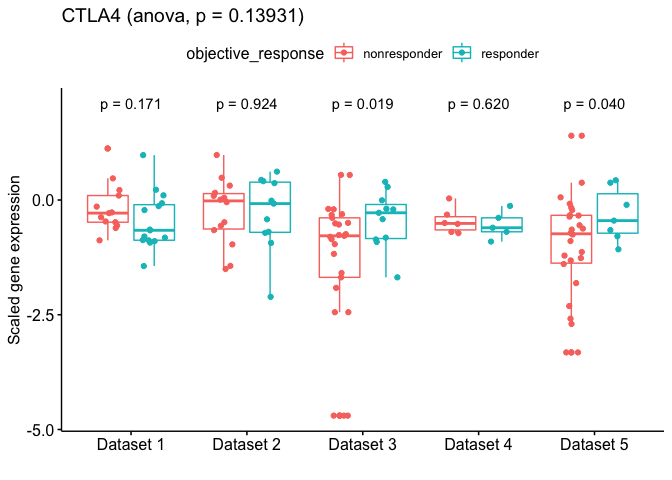 CTLA4 (anova, p = 0.13931)
objective_response nonresponder responder
p = 0.171 p = 0.924 p = 0.019 p = 0.620 p = 0.040
Scaled gene expression
0.0
-2.5
-5.0
Dataset 1 Dataset 2 Dataset 3 Dataset 4 Dataset 5